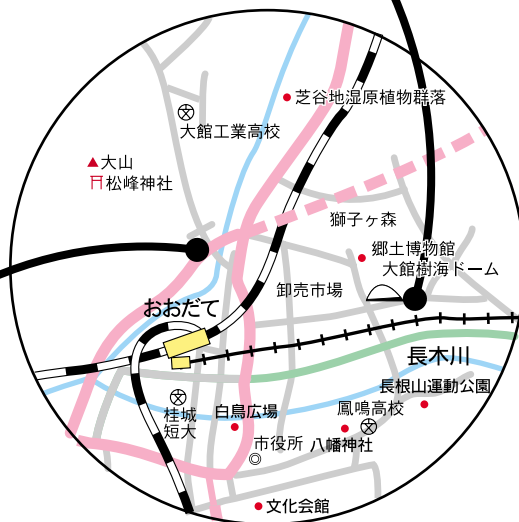 芝谷地湿原植物群落
大館工業高校
大山
松峰神社
獅子ヶ森
郷土博物館
大館樹海ドーム
卸売市場
おおだて
長木川
長根山運動公園
桂城
短大
白鳥広場
鳳鳴高校
市役所
八幡神社
文化会館